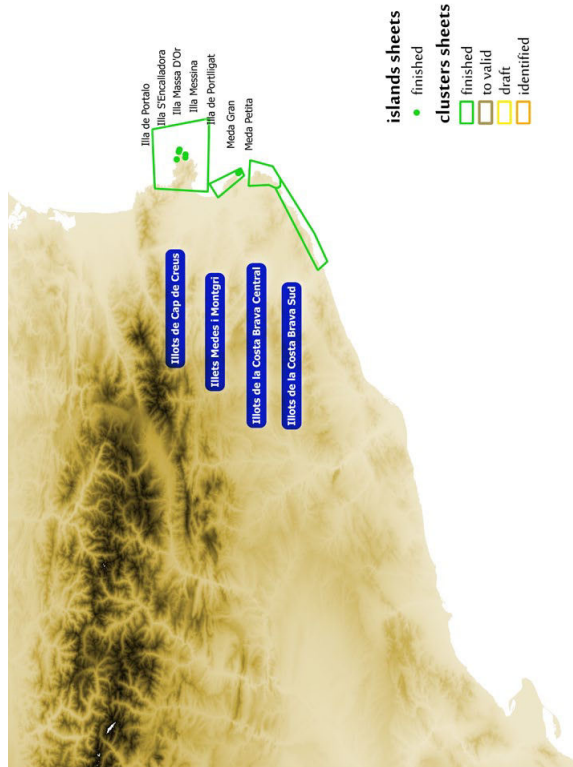 Illa de Portalo
Illa S'Encalladora
Illa Massa D'Or
Illa Messina
Illa de Portlligat
Meda Gran
Meda Petita
Illots de Cap de Creus
Illets Medes i Montgri
Illots de la Costa Brava Central
Illots de la Costa Brava Sud
islands sheets
finished
clusters sheets
finished
to valid
draft
identified